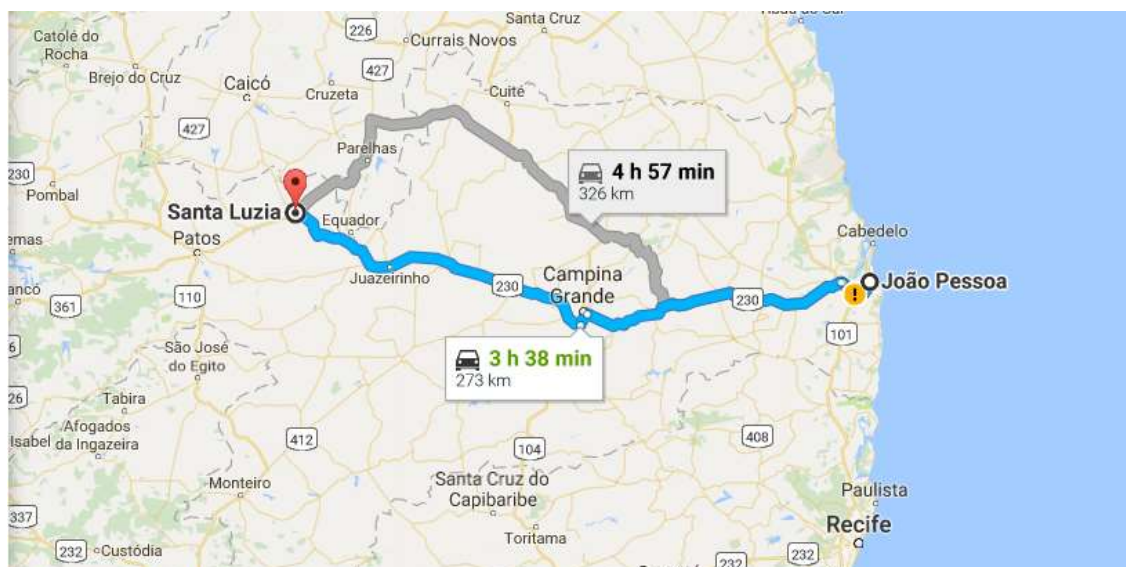 Santa Cruz
226
Currais Novos
Catolé do
Rocha
Brejo do Cruz
427
Caicó
Cruzeta
Cuité
427
Parelhas
4 h 57 min
326 km
230
Pombal
Santa Luzia
Equador
Patos
Cabedelo
Juazeirinho
230
Campina
Grande
João Pessoa
230
110
361
101
3 h 38 min
273 km
São José
do Egito
Tabira
Afogados
da Ingazeira
Isabel
412
104
408
Monteiro
Santa Cruz do
Capibaribe
Paulista
Toritama
Recife
337
232
Custódia
232
232